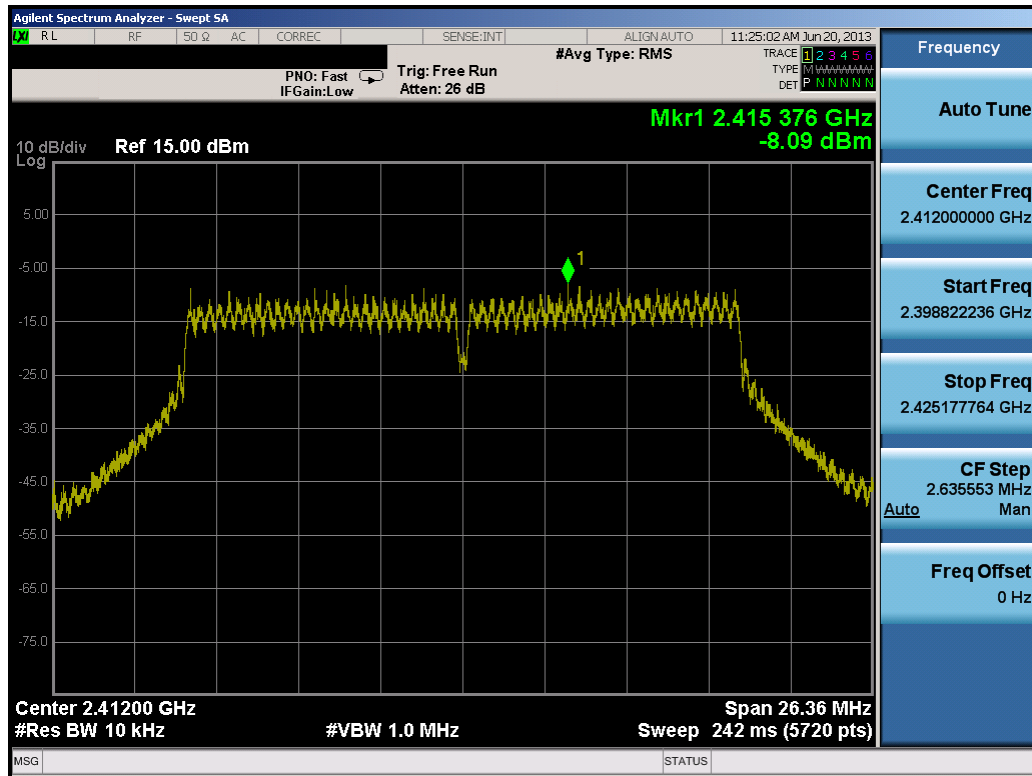 Agilent Spectrum Analyzer - Swept SA
LXI RL RF 50 Ω AC CORREC SENSE:INT ALIGN AUTO 11:25:02 AM Jun 20, 2013
PNO: Fast
IFGain:Low
Trig: Free Run
Atten: 26 dB
#Avg Type: RMS
TRACE 1 2 3 4 5 6
TYPE M WWWWW
DET P N N N N N
Mkr1 2.415 376 GHz
-8.09 dBm
10 dB/div Ref 15.00 dBm
Log
1
5.00
-5.00
-15.0
-25.0
-35.0
-45.0
-55.0
-65.0
-75.0
Center 2.41200 GHz Span 26.36 MHz
#Res BW 10 kHz #VBW 1.0 MHz Sweep 242 ms (5720 pts)
MSG STATUS
Frequency
Auto Tune
Center Freq
2.412000000 GHz
Start Freq
2.398822236 GHz
Stop Freq
2.425177764 GHz
CF Step
2.635553 MHz
Auto Man
Freq Offset
0 Hz